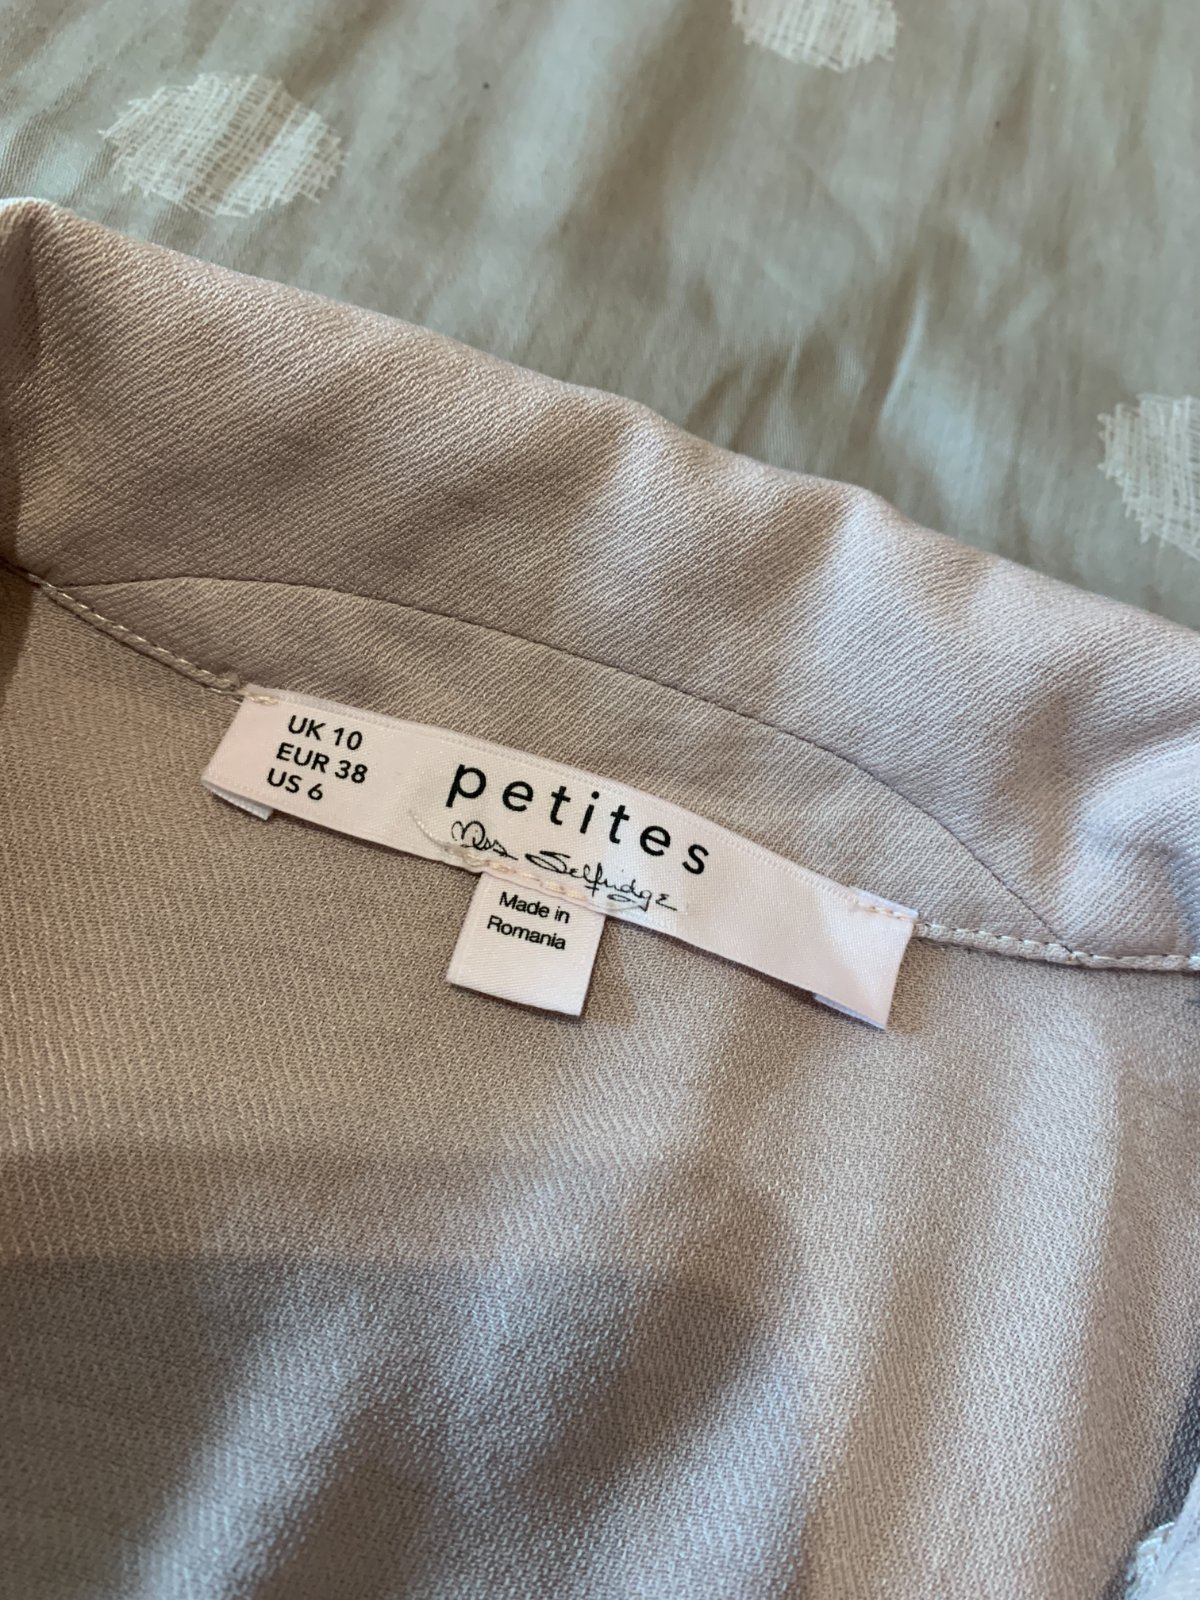 UK 10
EUR 38
US 6
petites
Miss Selfridge
Made in
Romania